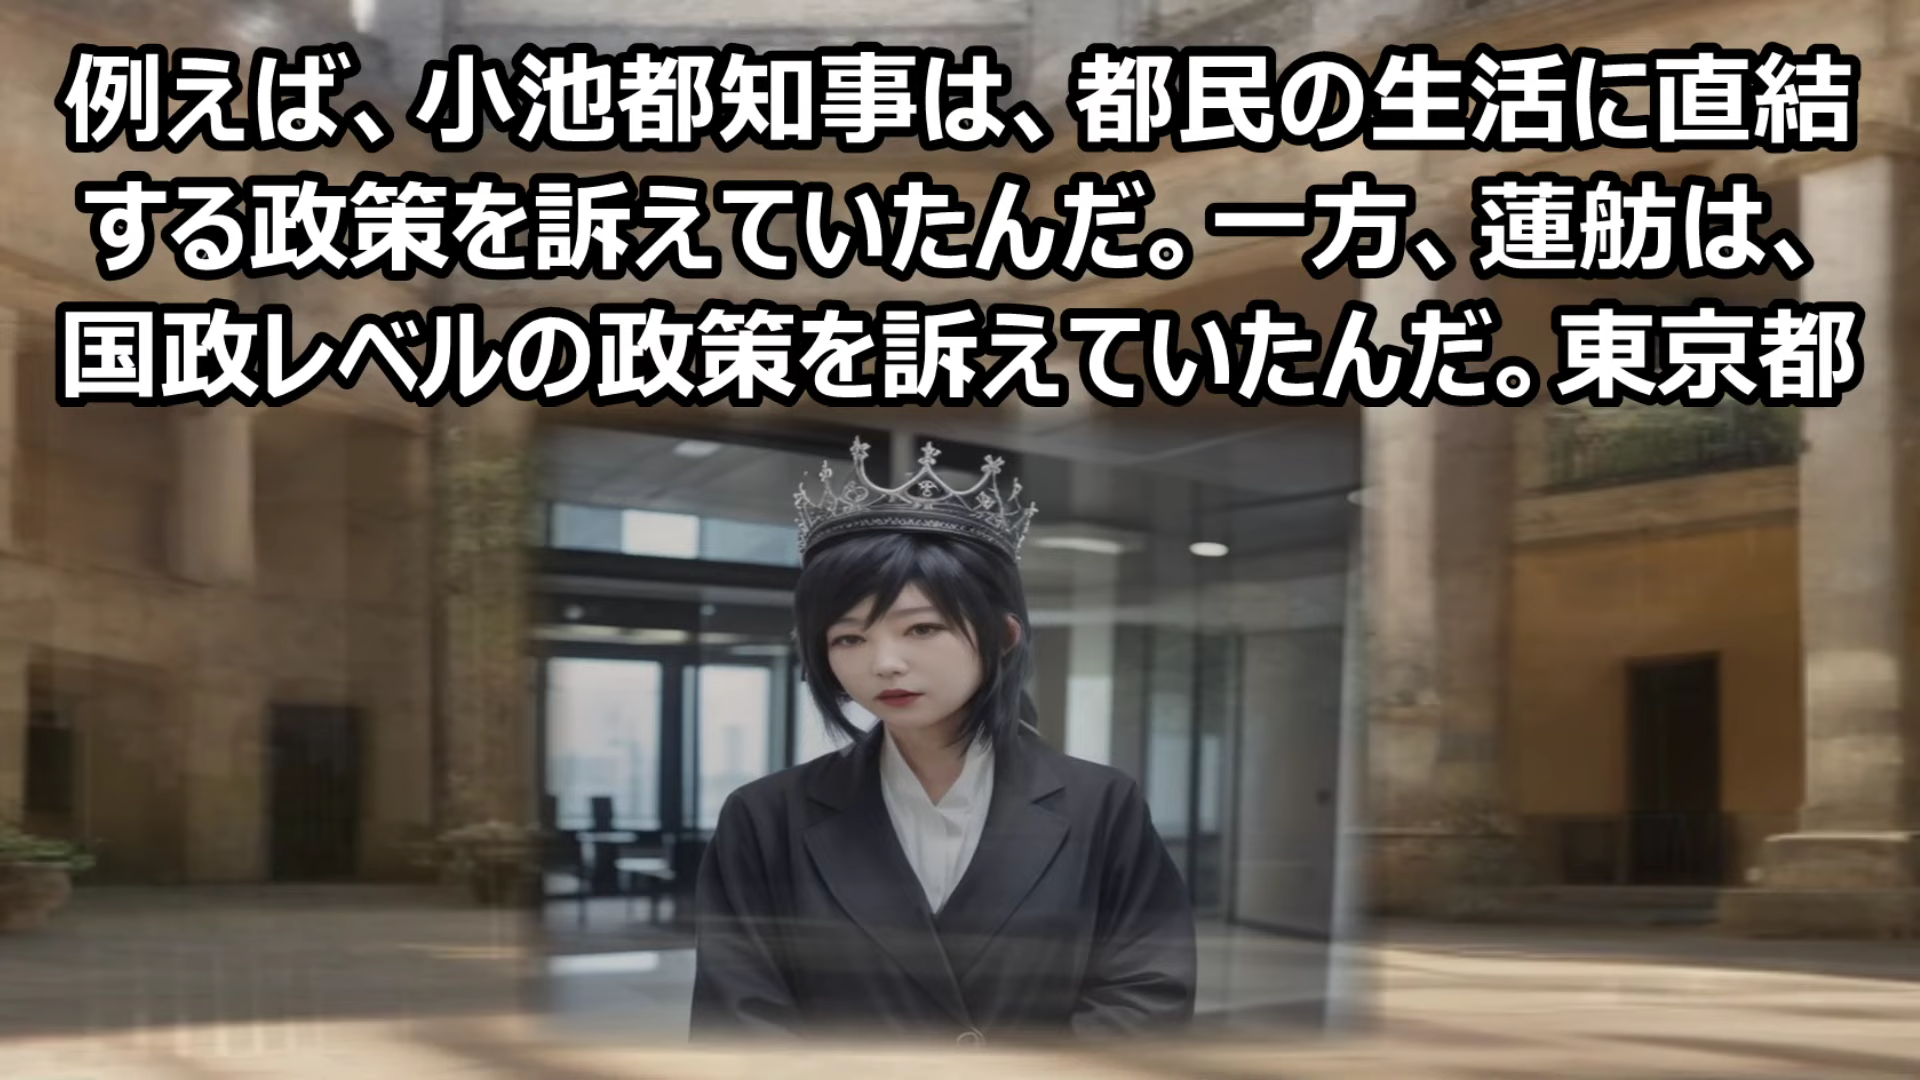 例えば、小池都知事は、都民の生活に直結
する政策を訴えていたんだ。一方、蓮舫は、
国政レベルの政策を訴えていたんだ。東京都